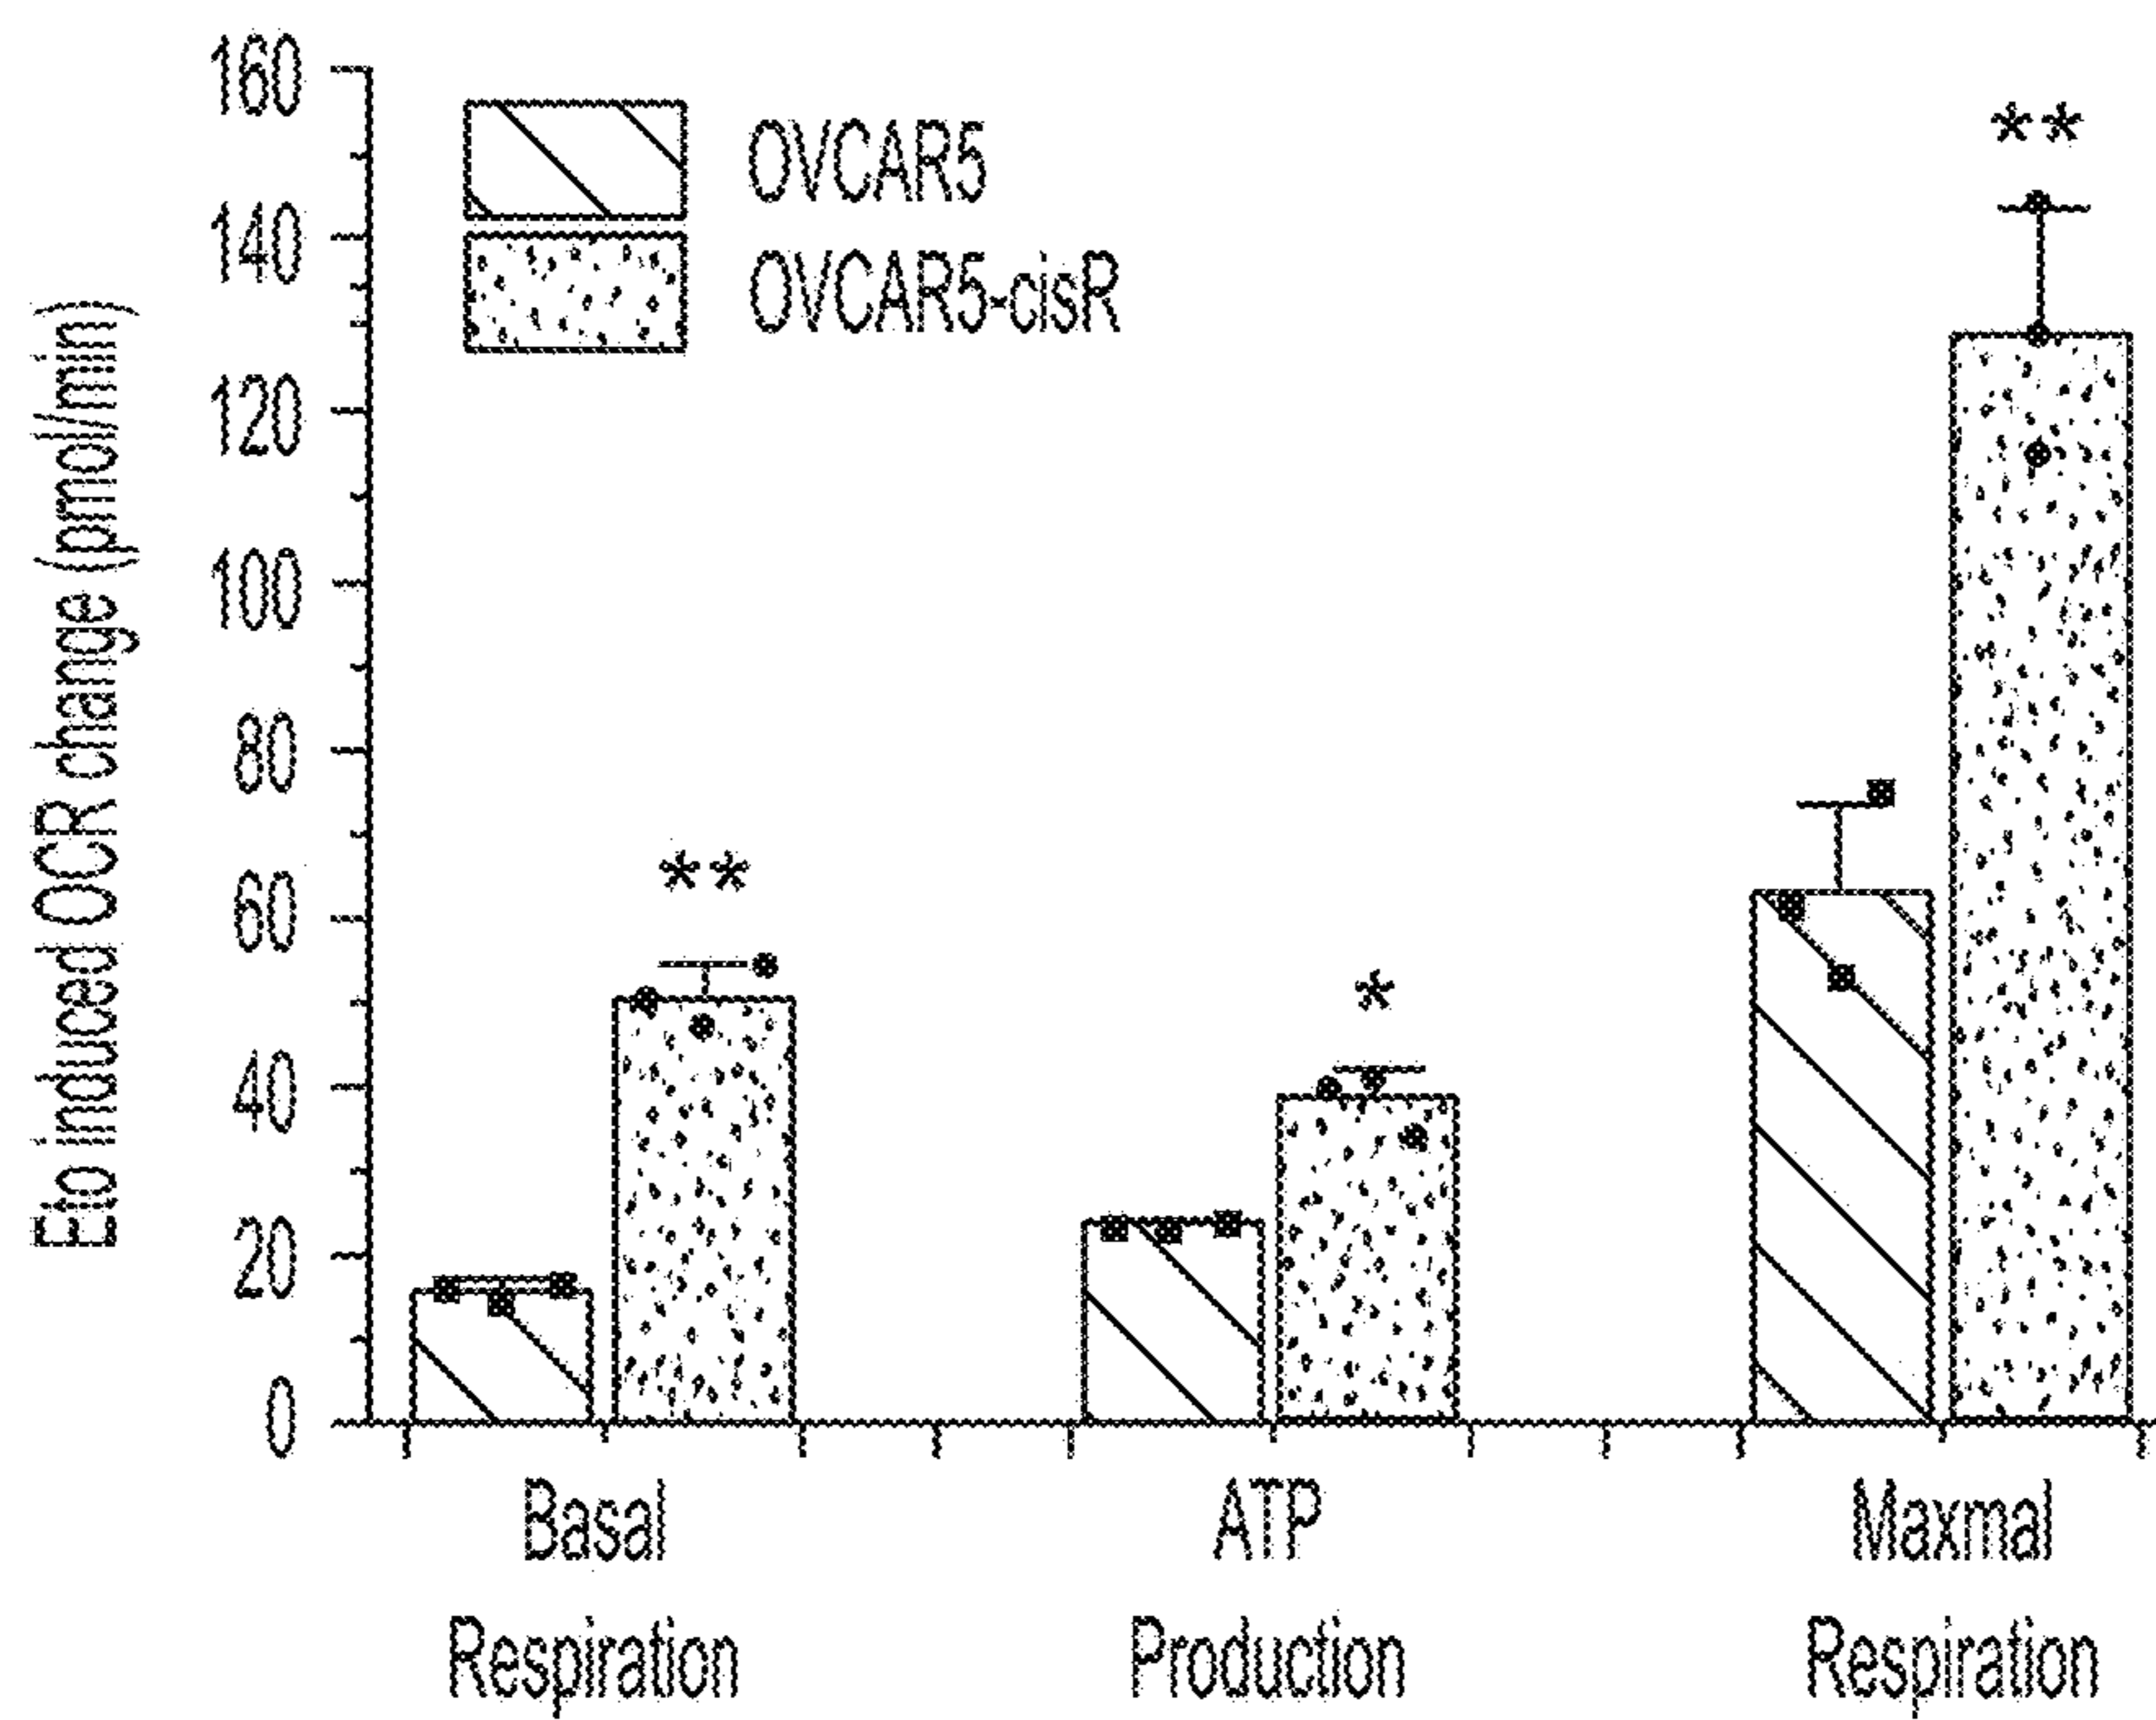 Eto induced OCR change (pmol/min)
160
140
120
100
80
60
40
20
0
OVCAR5
OVCAR5-cisR
**
*
**
Basal
Respiration
ATP
Production
Maxmal
Respiration